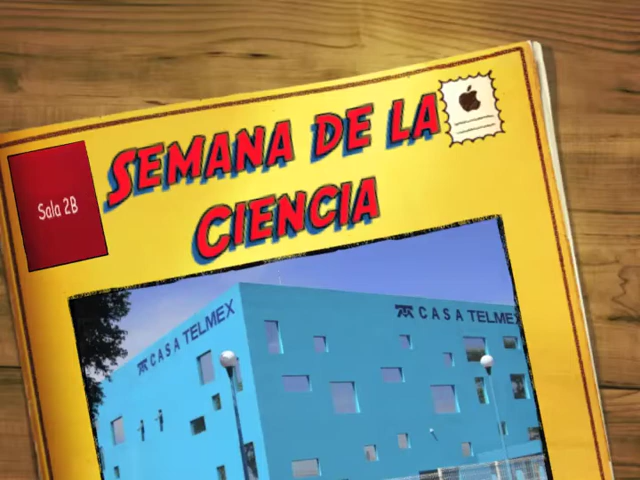 SEMANA DE LA
CIENCIA
Sala 2B
CASA TELMEX
CASA TELMEX